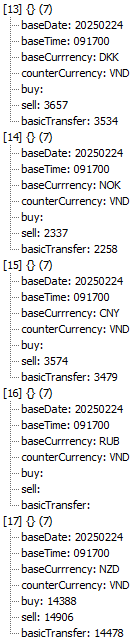 [13] {} (7)
baseDate: 20250224
baseTime: 091700
baseCurrrency: DKK
counterCurrency: VND
buy:
sell: 3657
basicTransfer: 3534
[14] {} (7)
baseDate: 20250224
baseTime: 091700
baseCurrrency: NOK
counterCurrency: VND
buy:
sell: 2337
basicTransfer: 2258
[15] {} (7)
baseDate: 20250224
baseTime: 091700
baseCurrrency: CNY
counterCurrency: VND
buy:
sell: 3574
basicTransfer: 3479
[16] {} (7)
baseDate: 20250224
baseTime: 091700
baseCurrrency: RUB
counterCurrency: VND
buy:
sell:
basicTransfer:
[17] {} (7)
baseDate: 20250224
baseTime: 091700
baseCurrrency: NZD
counterCurrency: VND
buy: 14388
sell: 14906
basicTransfer: 14478